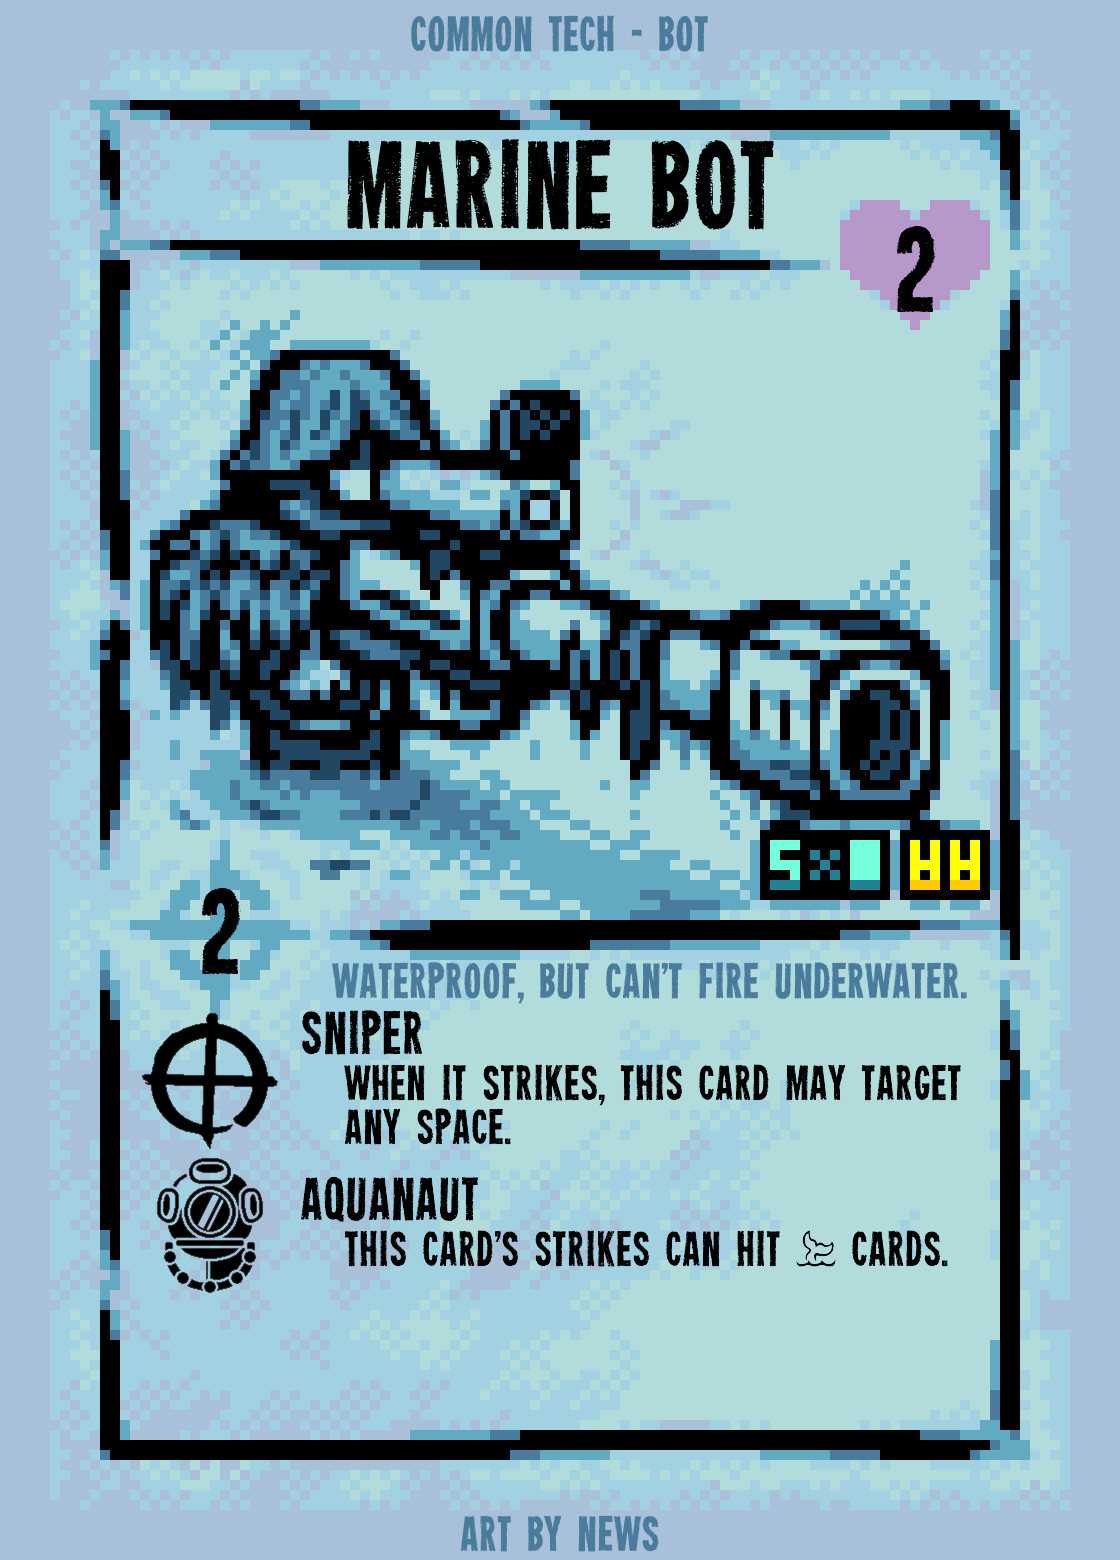 COMMON TECH - BOT
MARINE BOT
2
5x
2
WATERPROOF, BUT CAN'T FIRE UNDERWATER.
SNIPER
WHEN IT STRIKES, THIS CARD MAY TARGET
ANY SPACE.
AQUANAUT
THIS CARD'S STRIKES CAN HIT CARDS.
ART BY NEWS